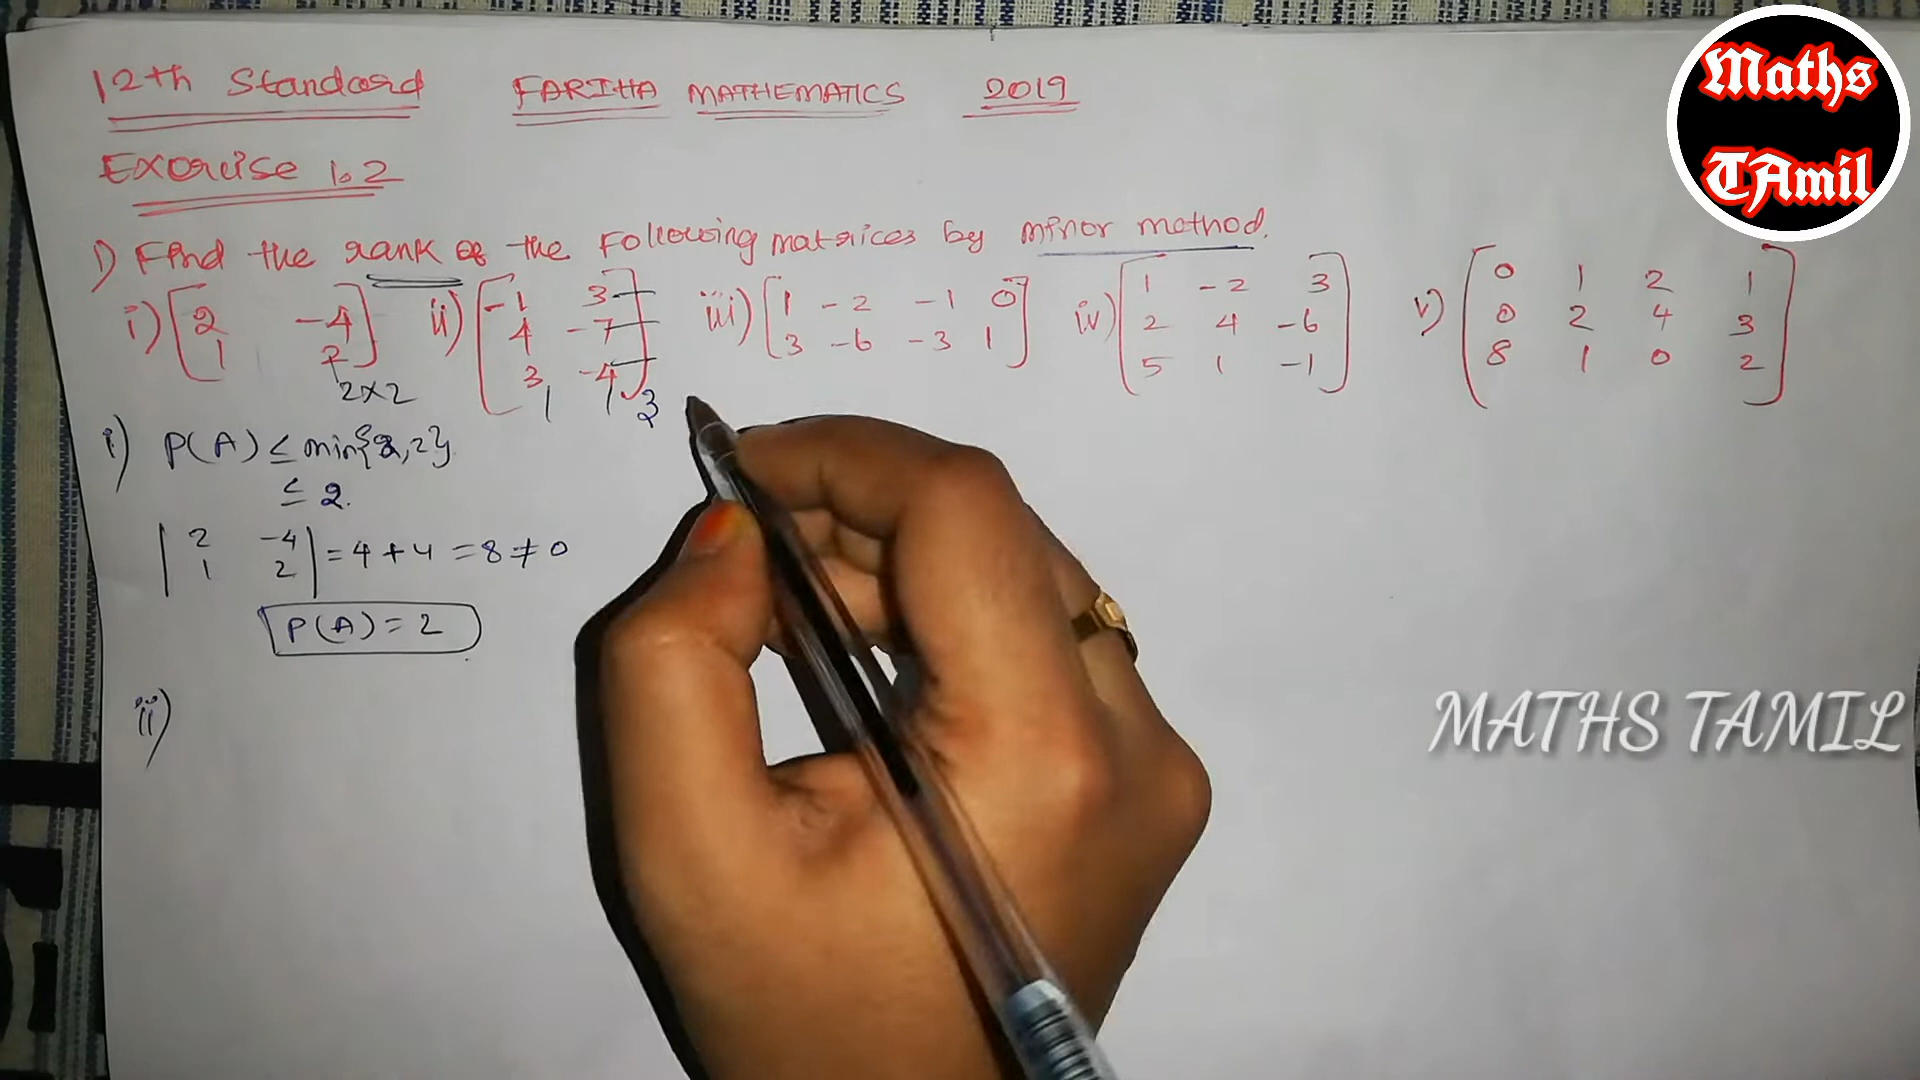 Maths
TAmil
12th Standard FARITHA MATHEMATICS 2019
Exercise 1.2
1) Find the rank of the following matrices by minor method.
i) [2 -4 ii) [-1 3 iii) [1 -2 -1 0 iv) [1 -2 3 v) [0 1 2 1
1 2] 4 -7 3 -6 -3 1] 2 4 -6 0 2 4 3
3 -4] 5 1 -1] 8 1 0 2]
2×2 3
i) P(A) ≤ min{2,2}
≤ 2.
|2 -4
1 2| = 4+4 = 8 ≠ 0
P(A) = 2
ii)
MATHS TAMIL